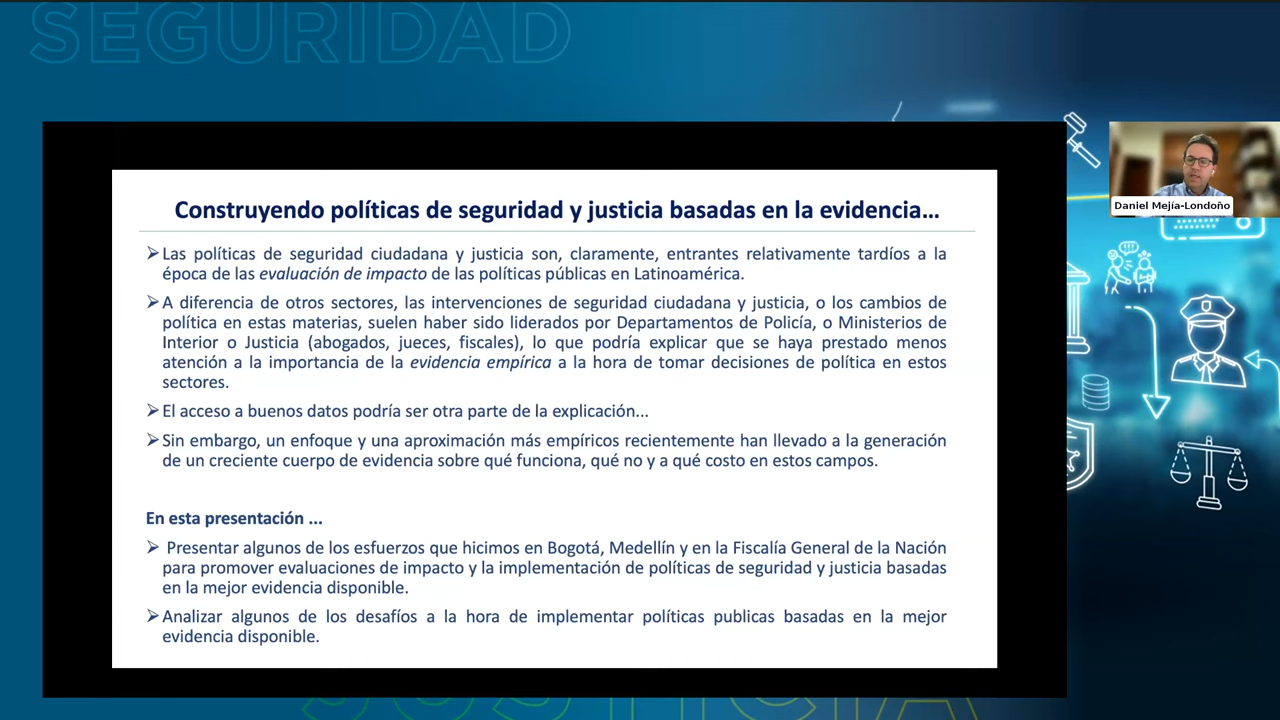 SEGURIDAD
Construyendo políticas de seguridad y justicia basadas en la evidencia...
Daniel Mejía-Londoño
➢Las políticas de seguridad ciudadana y justicia son, claramente, entrantes relativamente tardíos a la
época de las evaluación de impacto de las políticas públicas en Latinoamérica.
➢A diferencia de otros sectores, las intervenciones de seguridad ciudadana y justicia, o los cambios de
política en estas materias, suelen haber sido liderados por Departamentos de Policía, o Ministerios de
Interior o Justicia (abogados, jueces, fiscales), lo que podría explicar que se haya prestado menos
atención a la importancia de la evidencia empírica a la hora de tomar decisiones de política en estos
sectores.
➢El acceso a buenos datos podría ser otra parte de la explicación...
➢Sin embargo, un enfoque y una aproximación más empíricos recientemente han llevado a la generación
de un creciente cuerpo de evidencia sobre qué funciona, qué no y a qué costo en estos campos.
En esta presentación ...
➢ Presentar algunos de los esfuerzos que hicimos en Bogotá, Medellín y en la Fiscalía General de la Nación
para promover evaluaciones de impacto y la implementación de políticas de seguridad y justicia basadas
en la mejor evidencia disponible.
➢Analizar algunos de los desafíos a la hora de implementar políticas publicas basadas en la mejor
evidencia disponible.
JUSTICIA